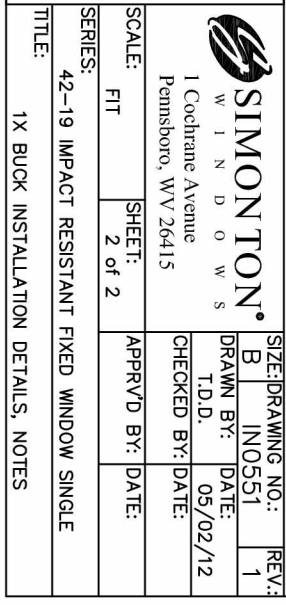 SIMONTON®
WINDOWS
1 Cochrane Avenue
Pennsboro, WV 26415
SIZE: DRAWING NO.: REV.:
B IN0551 1
DRAWN BY: DATE:
T.D.D. 05/02/12
CHECKED BY: DATE:
SCALE: SHEET: APPRV'D BY: DATE:
FIT 2 of 2
SERIES:
42-19 IMPACT RESISTANT FIXED WINDOW SINGLE
TITLE:
1X BUCK INSTALLATION DETAILS, NOTES